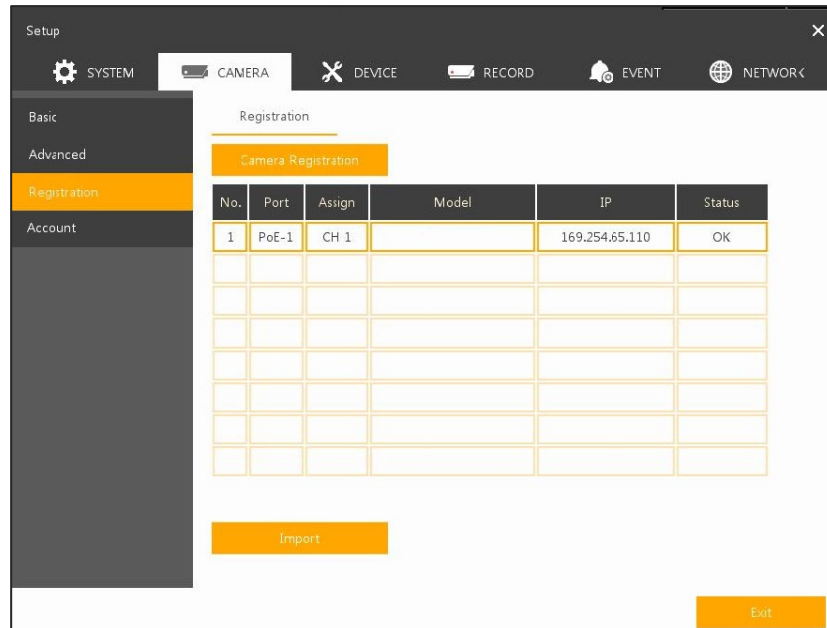 Setup
SYSTEM CAMERA DEVICE RECORD EVENT NETWORK
Basic
Advanced
Registration
Account
Registration
Camera Registration
No. Port Assign Model IP Status
1 PoE-1 CH 1 169.254.65.110 OK
Import
Exit